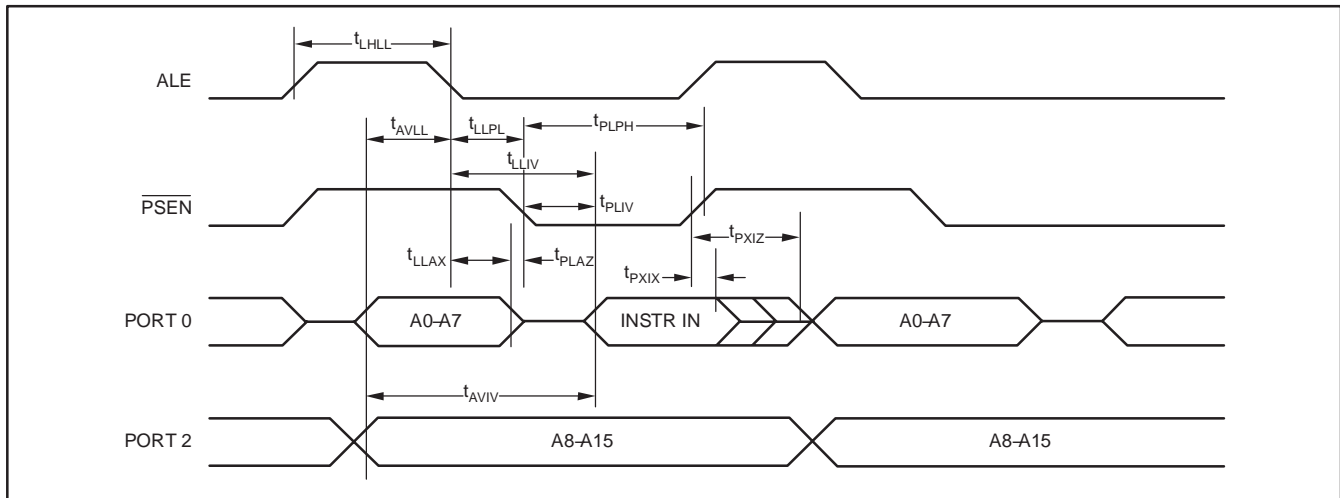 tLHLL
ALE
tAVLL
tLLPL
tPLPH
tLLIV
PSEN
tPLIV
tPXIZ
tLLAX
tPLAZ
tPXIX
PORT 0
A0–A7
INSTR IN
A0–A7
tAVIV
PORT 2
A8–A15
A8–A15